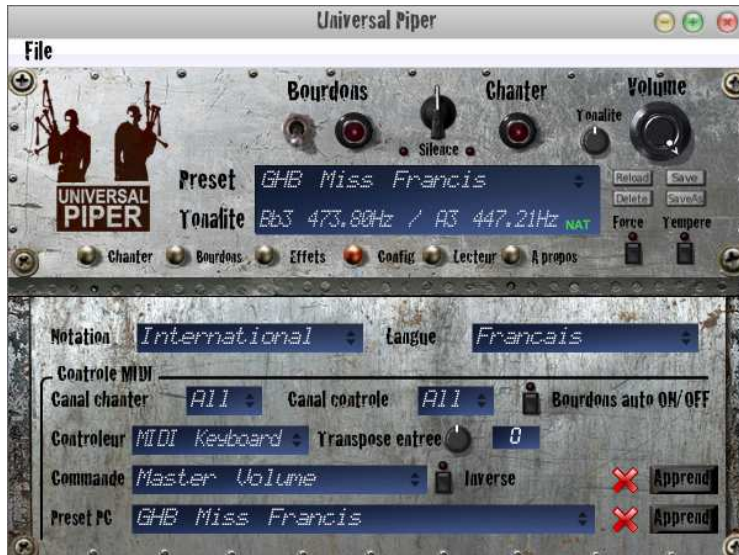 Universal Piper
File
Bourdons
Chanter
Volume
Tonalite
Silence
UNIVERSAL
PIPER
Preset GHB Miss Francis
Tonalite Bb3 473.80Hz / A3 447.21Hz NAT
Reload Save
Delete SaveAs
Force Tempere
Chanter Bourdons Effets Config Lecteur A propos
Notation International Langue Francais
Controle MIDI
Canal chanter All Canal controle All Bourdons auto ON/OFF
Controleur MIDI Keyboard Transpose entree 0
Commande Master Volume Inverse Apprend
Preset PC GHB Miss Francis Apprend